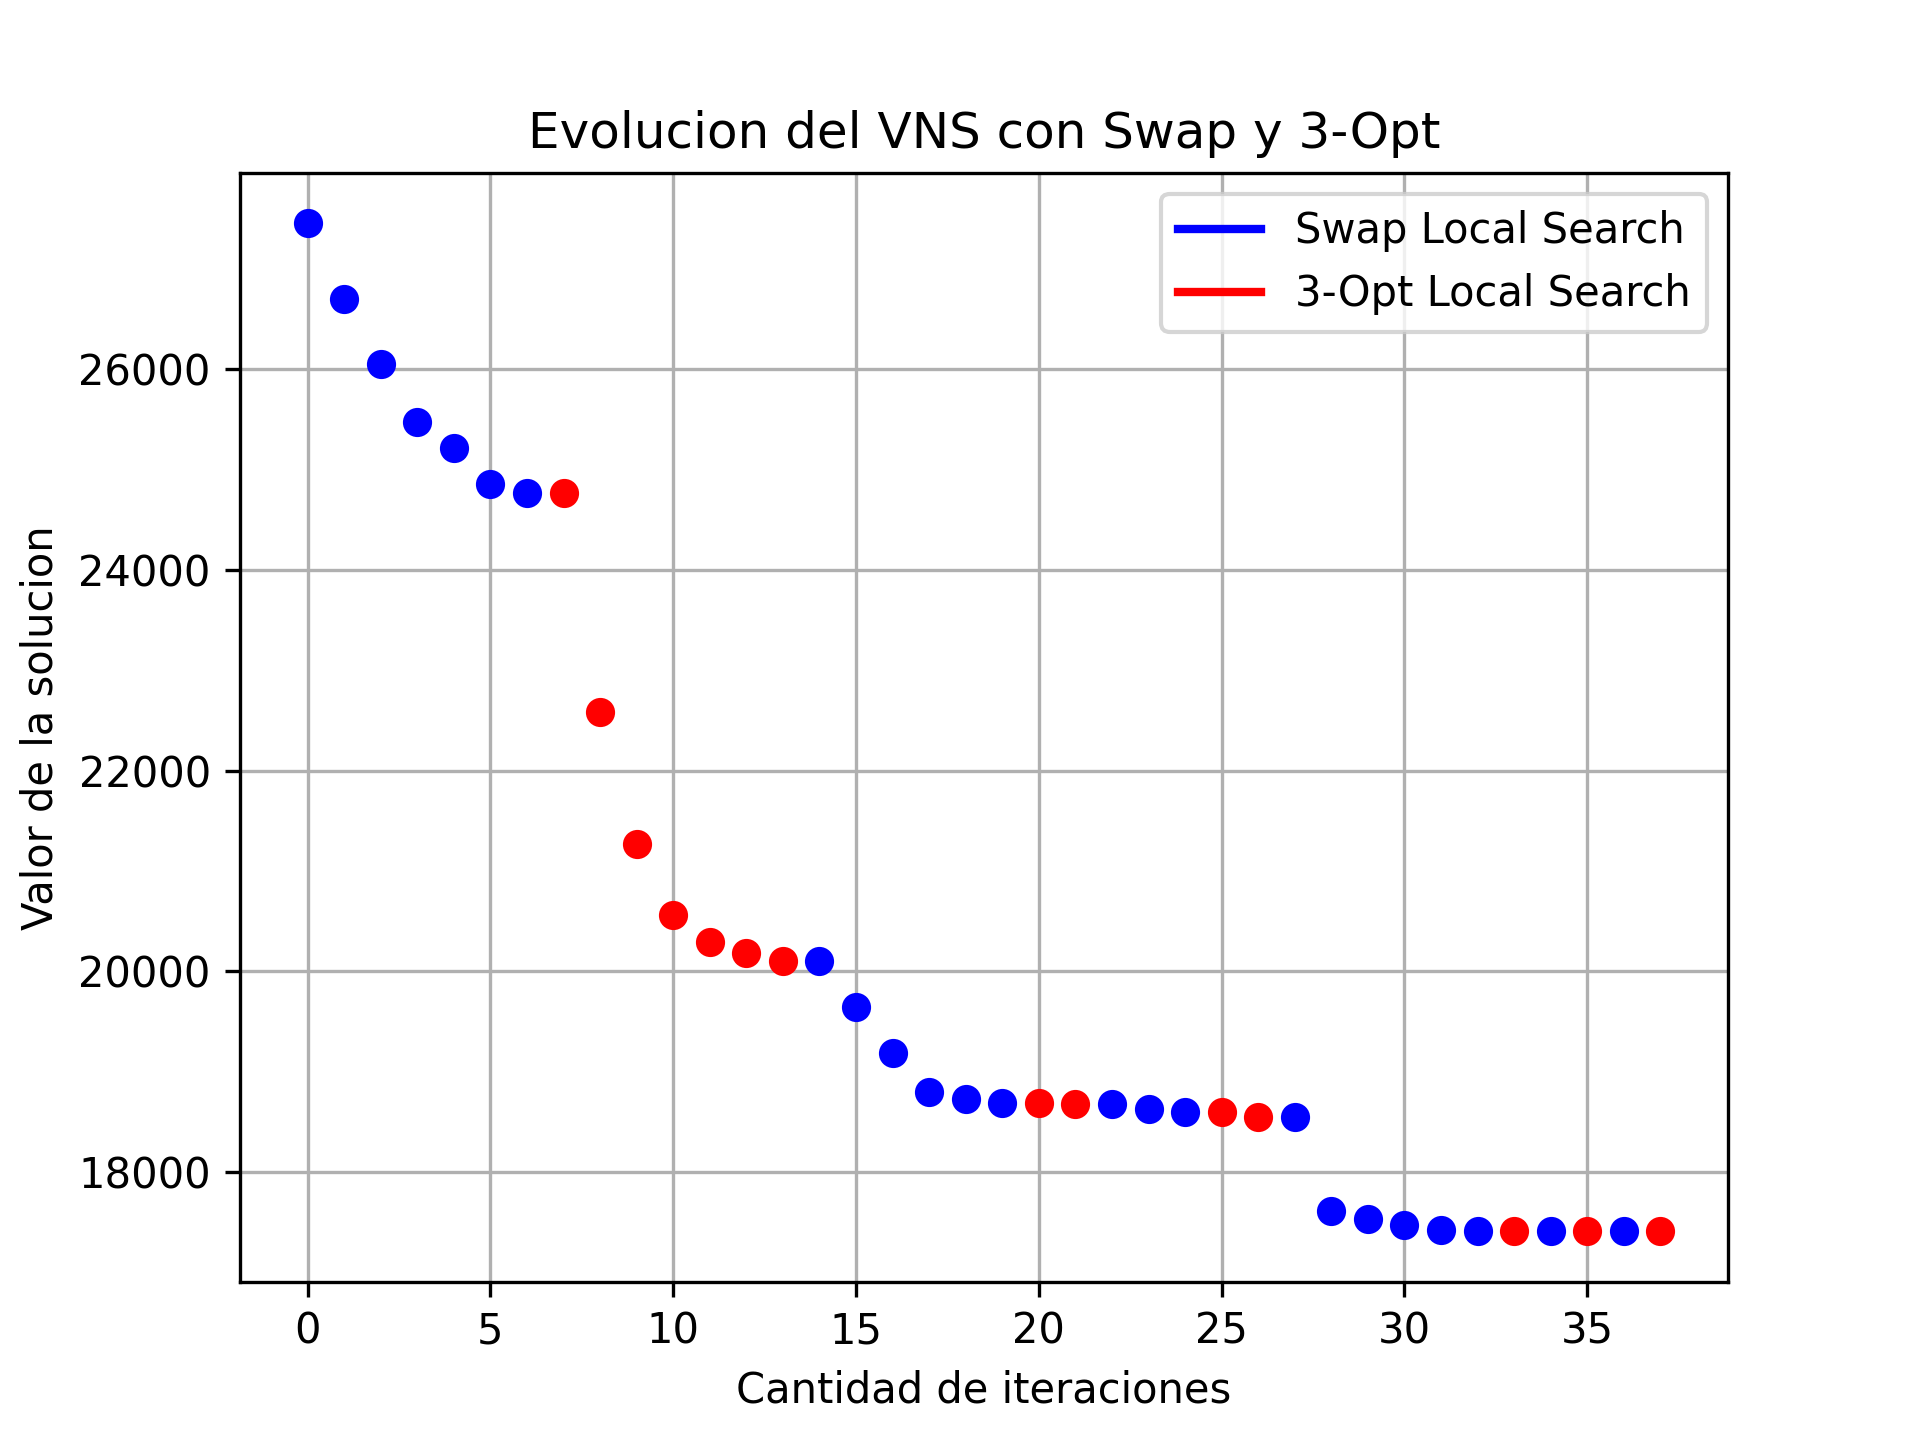 Evolucion del VNS con Swap y 3-Opt
Swap Local Search
3-Opt Local Search
Valor de la solucion
26000
24000
22000
20000
18000
0 5 10 15 20 25 30 35
Cantidad de iteraciones